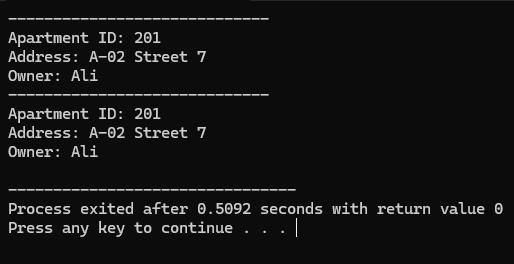 -----------------------------
Apartment ID: 201
Address: A-02 Street 7
Owner: Ali
-----------------------------
Apartment ID: 201
Address: A-02 Street 7
Owner: Ali
--------------------------------
Process exited after 0.5092 seconds with return value 0
Press any key to continue . . .